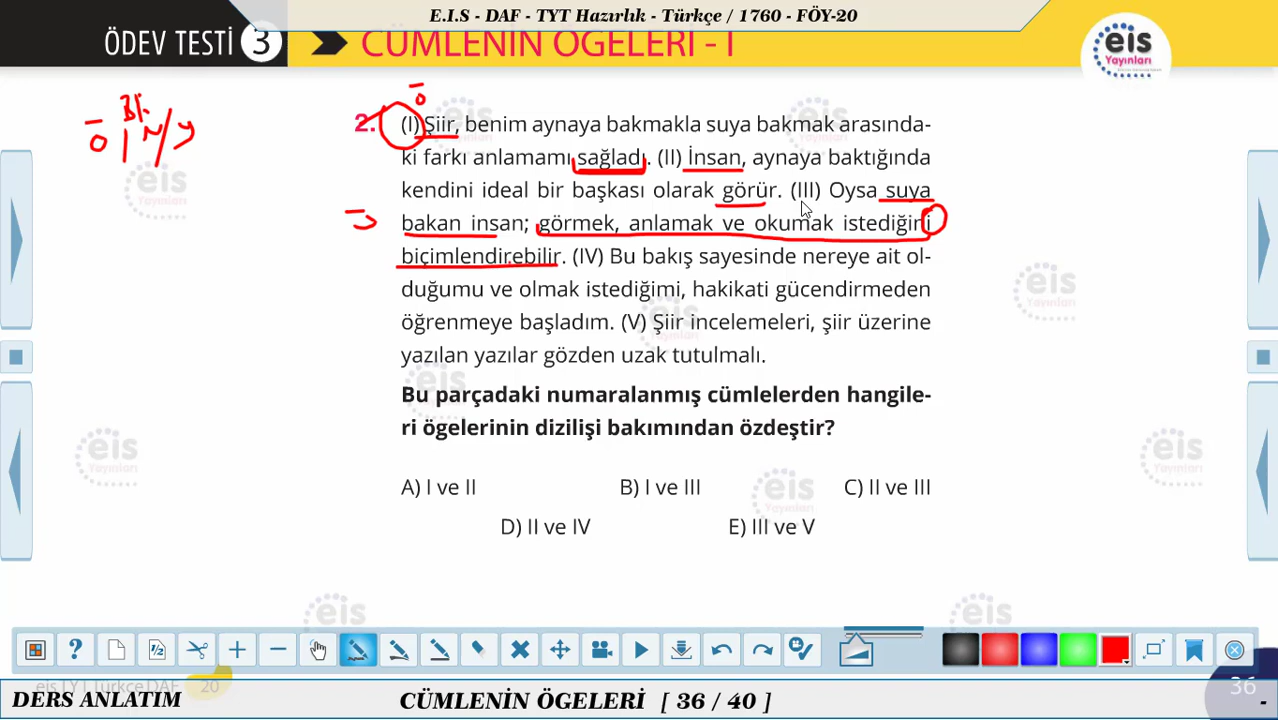 E.I.S - DAF - TYT Hazırlık - Türkçe / 1760 - FÖY-20
ÖDEV TESTİ 3
CÜMLENİN ÖGELERİ - I
eis
Yayınları
2. (I) Şiir, benim aynaya bakmakla suya bakmak arasında-
ki farkı anlamamı sağladı. (II) İnsan, aynaya baktığında
kendini ideal bir başkası olarak görür. (III) Oysa suya
bakan insan; görmek, anlamak ve okumak istediğini
biçimlendirebilir. (IV) Bu bakış sayesinde nereye ait ol-
duğumu ve olmak istediğimi, hakikati gücendirmeden
öğrenmeye başladım. (V) Şiir incelemeleri, şiir üzerine
yazılan yazılar gözden uzak tutulmalı.
Bu parçadaki numaralanmış cümlelerden hangile-
ri ögelerinin dizilişi bakımından özdeştir?
A) I ve II
B) I ve III
C) II ve III
D) II ve IV
E) III ve V
eis TYT Türkçe DAF 20
36
DERS ANLATIM
CÜMLENİN ÖGELERİ [ 36 / 40 ]
-